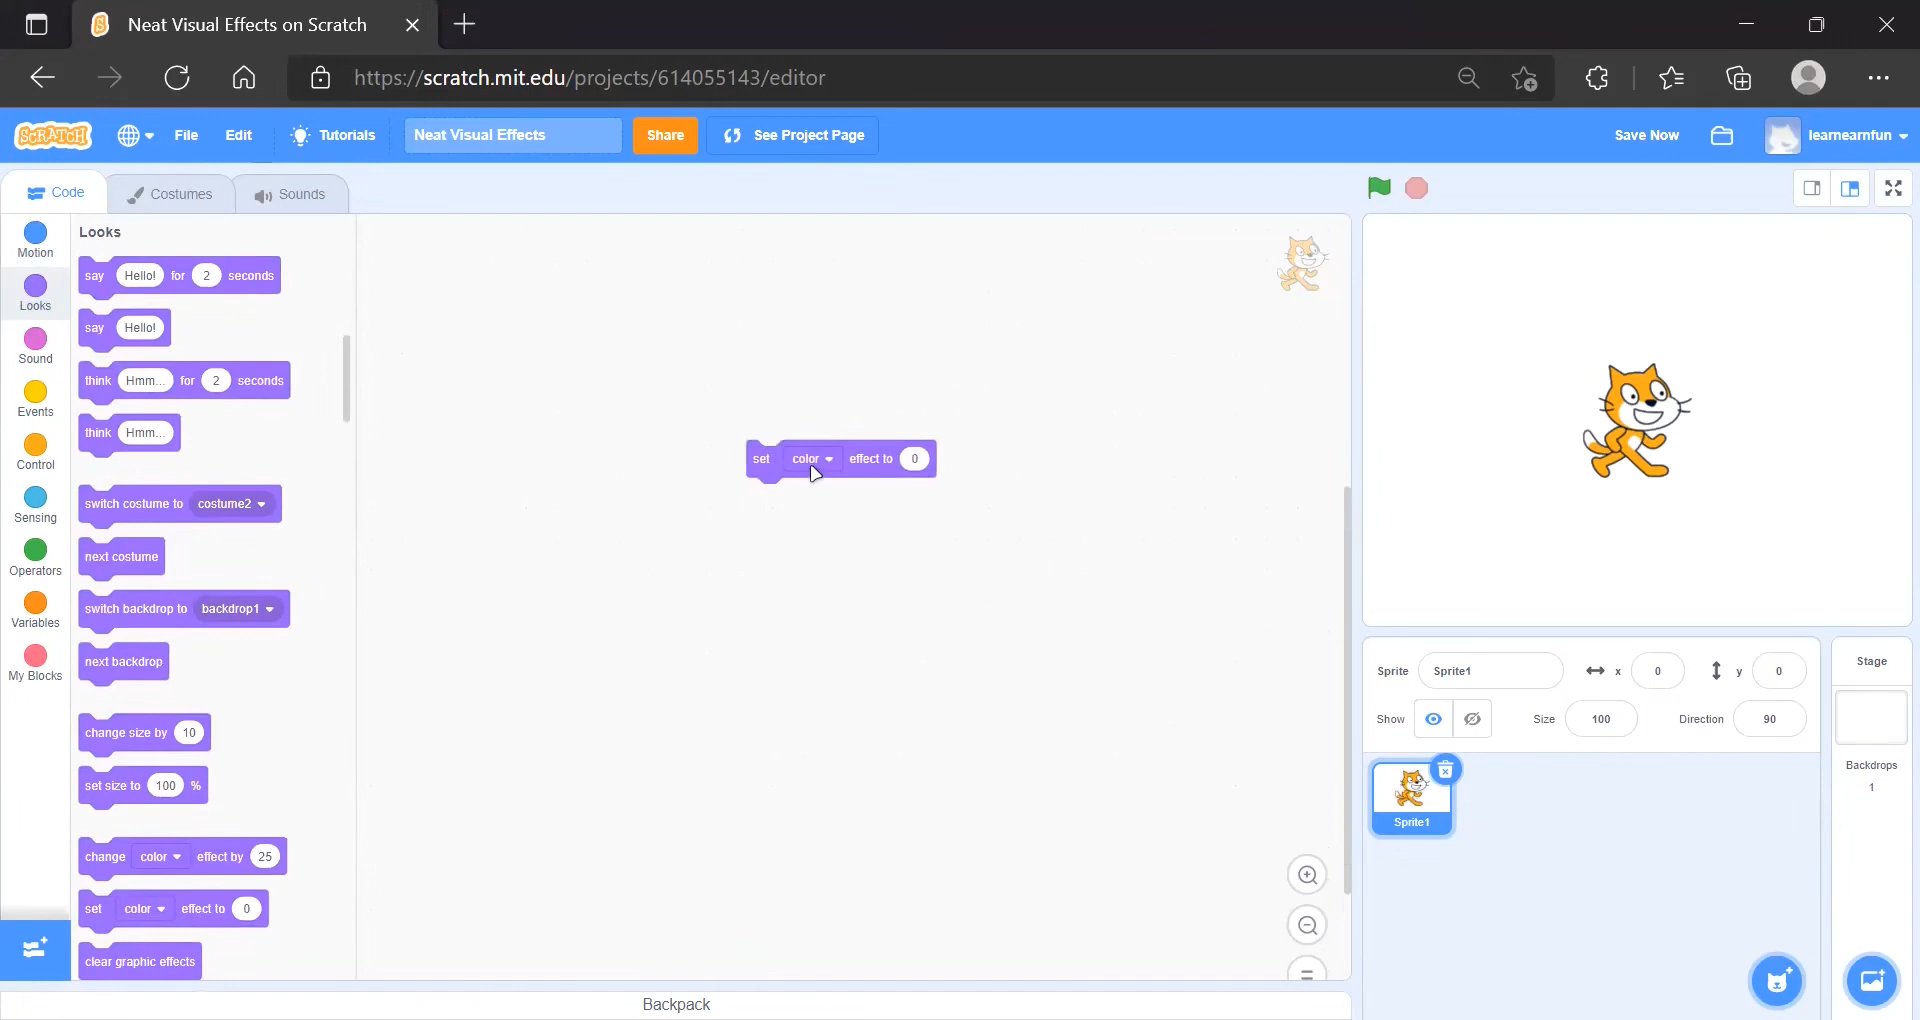 Neat Visual Effects on Scratch
https://scratch.mit.edu/projects/614055143/editor
SCRATCH File Edit Tutorials Neat Visual Effects Share See Project Page Save Now learnearnfun
Code Costumes Sounds
Motion
Looks
Sound
Events
Control
Sensing
Operators
Variables
My Blocks
Looks
say Hello! for 2 seconds
say Hello!
think Hmm... for 2 seconds
think Hmm...
switch costume to costume2
next costume
switch backdrop to backdrop1
next backdrop
change size by 10
set size to 100 %
change color effect by 25
set color effect to 0
clear graphic effects
set color effect to 0
Sprite Sprite1 x 0 y 0
Show Size 100 Direction 90
Sprite1
Stage
Backdrops
1
Backpack